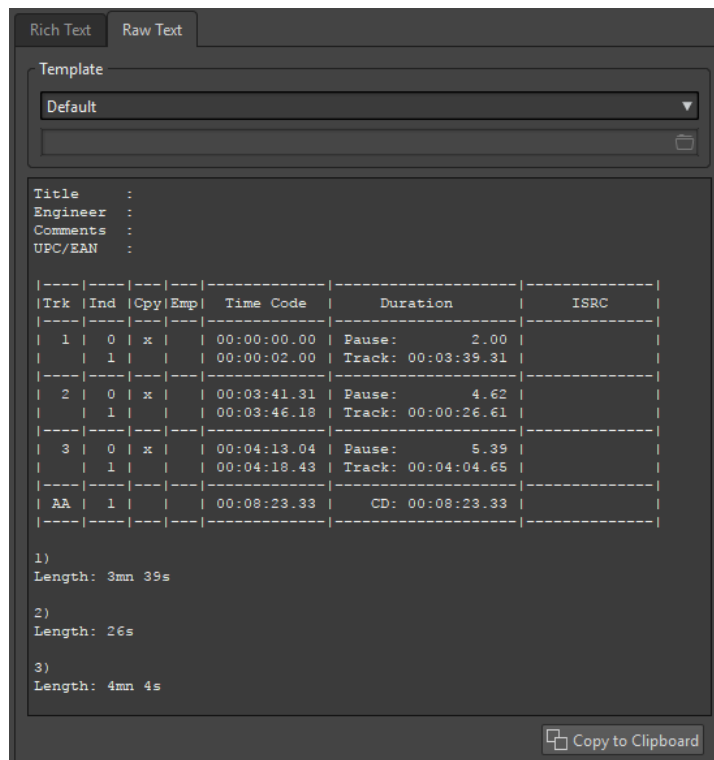 Rich Text Raw Text
Template
Default
Title      :
Engineer   :
Comments   :
UPC/EAN    :
|----|----|---|---|-------------|--------------------|--------------|
|Trk |Ind |Cpy|Emp|  Time Code  |     Duration       |     ISRC     |
|----|----|---|---|-------------|--------------------|--------------|
|  1 |  0 | x |   | 00:00:00.00 | Pause:        2.00 |              |
|    |  1 |   |   | 00:00:02.00 | Track: 00:03:39.31 |              |
|----|----|---|---|-------------|--------------------|--------------|
|  2 |  0 | x |   | 00:03:41.31 | Pause:        4.62 |              |
|    |  1 |   |   | 00:03:46.18 | Track: 00:00:26.61 |              |
|----|----|---|---|-------------|--------------------|--------------|
|  3 |  0 | x |   | 00:04:13.04 | Pause:        5.39 |              |
|    |  1 |   |   | 00:04:18.43 | Track: 00:04:04.65 |              |
|----|----|---|---|-------------|--------------------|--------------|
| AA |  1 |   |   | 00:08:23.33 |    CD: 00:08:23.33 |              |
|----|----|---|---|-------------|--------------------|--------------|
1)
Length: 3mn 39s
2)
Length: 26s
3)
Length: 4mn 4s
Copy to Clipboard